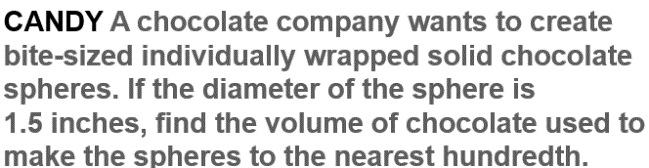 CANDY A chocolate company wants to create
bite-sized individually wrapped solid chocolate
spheres. If the diameter of the sphere is
1.5 inches, find the volume of chocolate used to
make the spheres to the nearest hundredth.